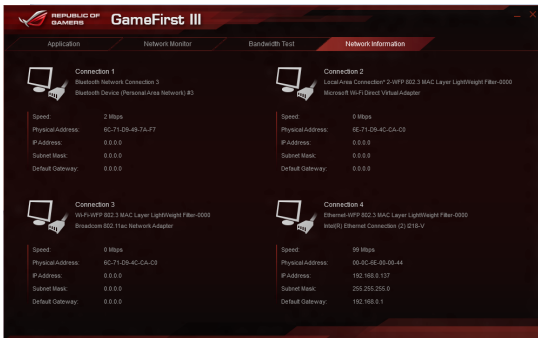 REPUBLIC OF
GAMERS
GameFirst III
Application
Network Monitor
Bandwidth Test
Network Information
Connection 1
Bluetooth Network Connection 3
Bluetooth Device (Personal Area Network) #3
Speed: 2 Mbps
Physical Address: 6C-71-D9-49-7A-F7
IP Address: 0.0.0.0
Subnet Mask: 0.0.0.0
Default Gateway: 0.0.0.0
Connection 2
Local Area Connection* 2-WFP 802.3 MAC Layer LightWeight Filter-0000
Microsoft Wi-Fi Direct Virtual Adapter
Speed: 0 Mbps
Physical Address: 6E-71-D9-4C-CA-C0
IP Address: 0.0.0.0
Subnet Mask: 0.0.0.0
Default Gateway: 0.0.0.0
Connection 3
Wi-Fi-WFP 802.3 MAC Layer LightWeight Filter-0000
Broadcom 802.11ac Network Adapter
Speed: 0 Mbps
Physical Address: 6C-71-D9-4C-CA-C0
IP Address: 0.0.0.0
Subnet Mask: 0.0.0.0
Default Gateway: 0.0.0.0
Connection 4
Ethernet-WFP 802.3 MAC Layer LightWeight Filter-0000
Intel(R) Ethernet Connection (2) I218-V
Speed: 99 Mbps
Physical Address: 00-0C-6E-00-00-44
IP Address: 192.168.0.137
Subnet Mask: 255.255.255.0
Default Gateway: 192.168.0.1